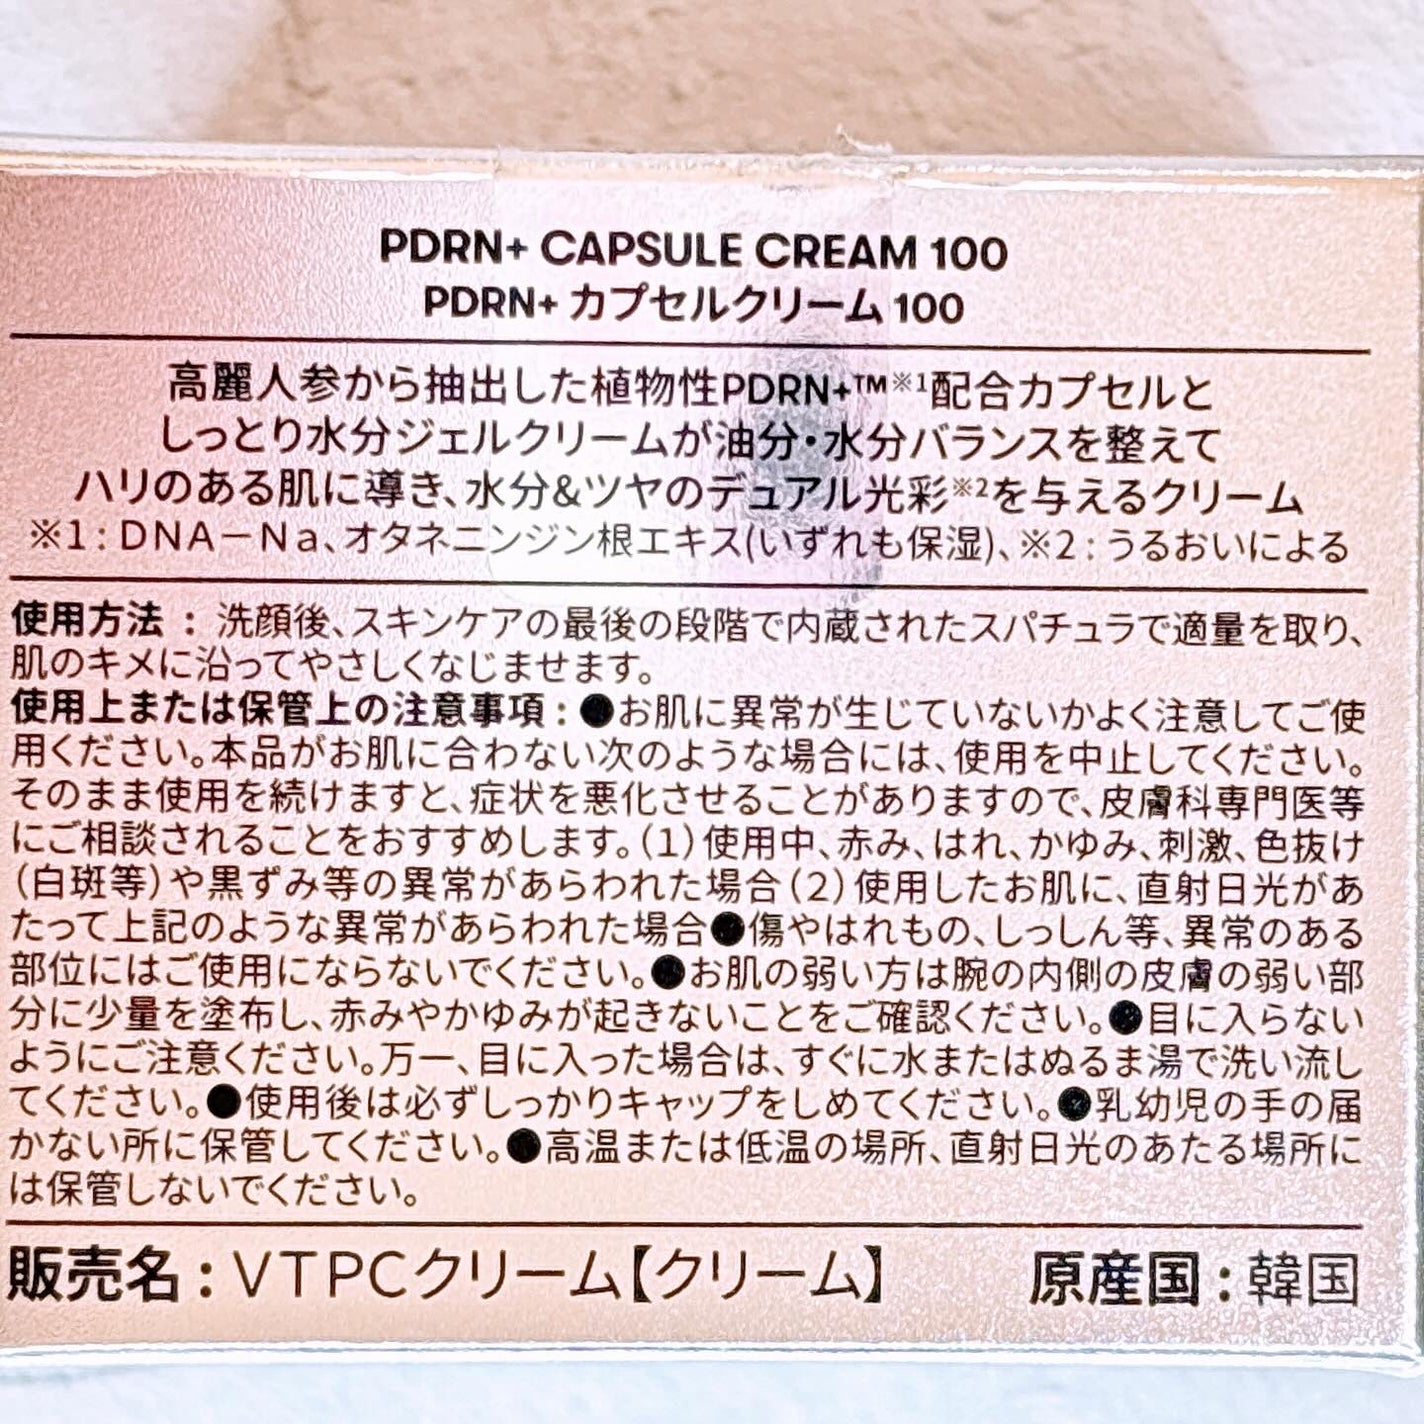 PDRN+ CAPSULE CREAM 100
PDRN+ カプセルクリーム 100
高麗人参から抽出した植物性PDRN+™※1配合カプセルと
しっとり水分ジェルクリームが油分・水分バランスを整えて
ハリのある肌に導き、水分&ツヤのデュアル光彩※2を与えるクリーム
※1：DNA－Na、オタネニンジン根エキス(いずれも保湿)、※2：うるおいによる
使用方法 ： 洗顔後、スキンケアの最後の段階で内蔵されたスパチュラで適量を取り、
肌のキメに沿ってやさしくなじませます。
使用上または保管上の注意事項：●お肌に異常が生じていないかよく注意してご使
用ください。本品がお肌に合わない次のような場合には、使用を中止してください。
そのまま使用を続けますと、症状を悪化させることがありますので、皮膚科専門医等
にご相談されることをおすすめします。(1)使用中、赤み、はれ、かゆみ、刺激、色抜け
(白斑等)や黒ずみ等の異常があらわれた場合(2)使用したお肌に、直射日光があ
たって上記のような異常があらわれた場合●傷やはれもの、しっしん等、異常のある
部位にはご使用にならないでください。●お肌の弱い方は腕の内側の皮膚の弱い部
分に少量を塗布し、赤みやかゆみが起きないことをご確認ください。●目に入らない
ようにご注意ください。万一、目に入った場合は、すぐに水またはぬるま湯で洗い流し
てください。●使用後は必ずしっかりキャップをしめてください。●乳幼児の手の届
かない所に保管してください。●高温または低温の場所、直射日光のあたる場所に
は保管しないでください。
販売名：ＶＴＰＣクリーム【クリーム】 原産国：韓国